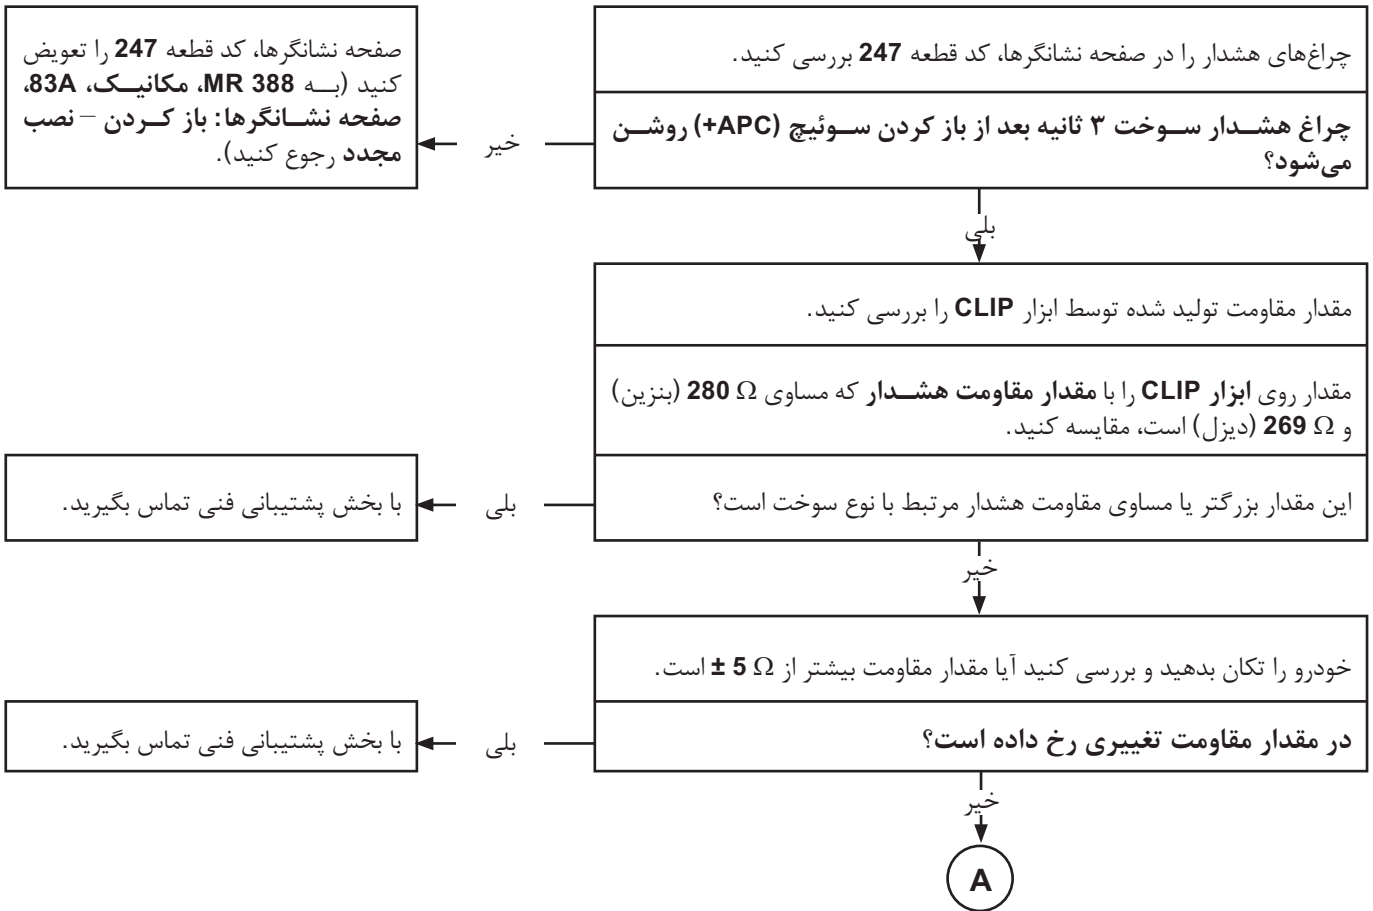 چراغ‌های هشدار را در صفحه نشانگرها، کد قطعه 247 بررسی کنید.
چراغ هشدار سوخت ۳ ثانیه بعد از باز کردن سوئیچ (APC+) روشن
می‌شود؟
خیر
صفحه نشانگرها، کد قطعه 247 را تعویض
کنید (به MR 388، مکانیک، 83A،
صفحه نشانگرها: باز کردن – نصب
مجدد رجوع کنید).
بلی
مقدار مقاومت تولید شده توسط ابزار CLIP را بررسی کنید.
مقدار روی ابزار CLIP را با مقدار مقاومت هشدار که مساوی 280 Ω (بنزین)
و 269 Ω (دیزل) است، مقایسه کنید.
این مقدار بزرگتر یا مساوی مقاومت هشدار مرتبط با نوع سوخت است؟
بلی
با بخش پشتیبانی فنی تماس بگیرید.
خیر
خودرو را تکان بدهید و بررسی کنید آیا مقدار مقاومت بیشتر از ± 5 Ω است.
در مقدار مقاومت تغییری رخ داده است؟
بلی
با بخش پشتیبانی فنی تماس بگیرید.
خیر
A